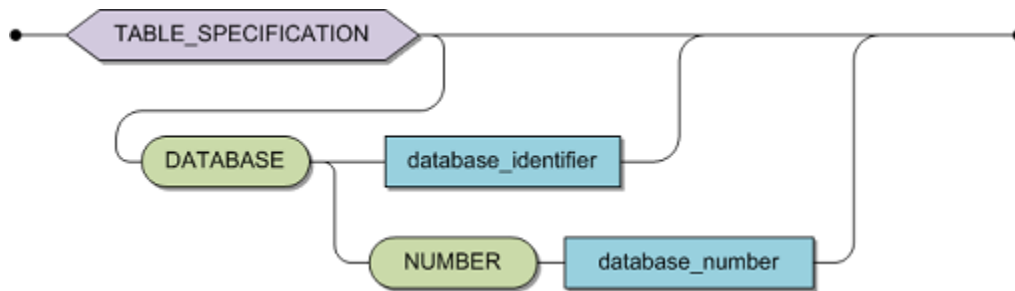 TABLE_SPECIFICATION
DATABASE database_identifier
NUMBER database_number